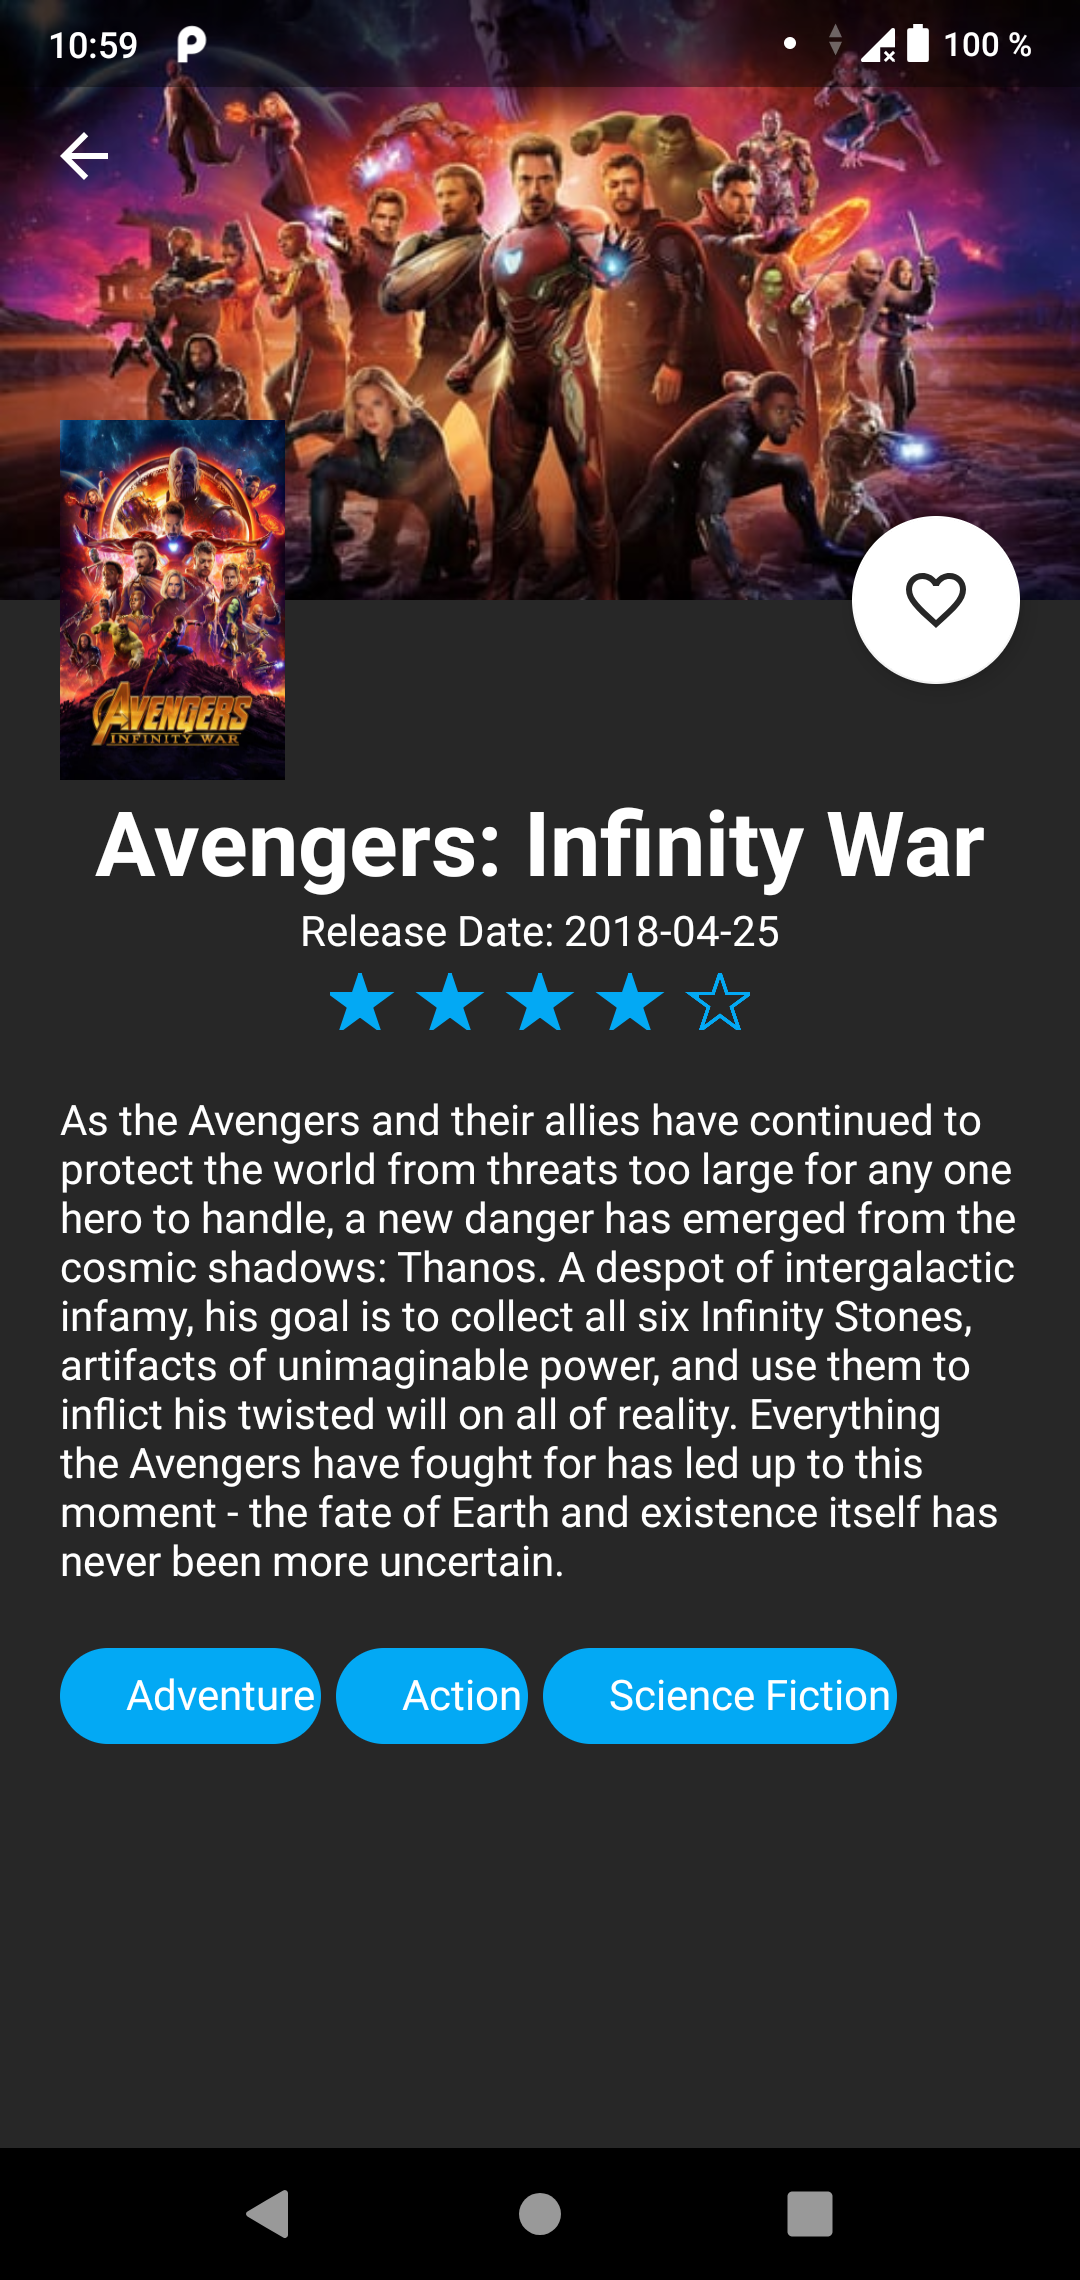 10:59
100 %
AVENGERS
INFINITY WAR
Avengers: Infinity War
Release Date: 2018-04-25
As the Avengers and their allies have continued to
protect the world from threats too large for any one
hero to handle, a new danger has emerged from the
cosmic shadows: Thanos. A despot of intergalactic
infamy, his goal is to collect all six Infinity Stones,
artifacts of unimaginable power, and use them to
inflict his twisted will on all of reality. Everything
the Avengers have fought for has led up to this
moment - the fate of Earth and existence itself has
never been more uncertain.
Adventure Action Science Fiction